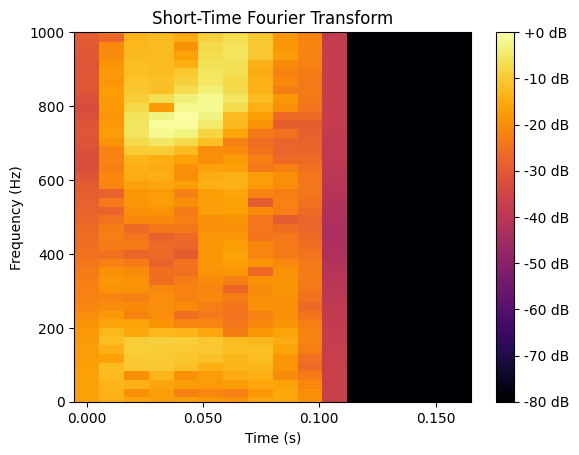 Short-Time Fourier Transform
1000
800
600
400
200
0
Frequency (Hz)
0.000
0.050
0.100
0.150
Time (s)
+0 dB
-10 dB
-20 dB
-30 dB
-40 dB
-50 dB
-60 dB
-70 dB
-80 dB